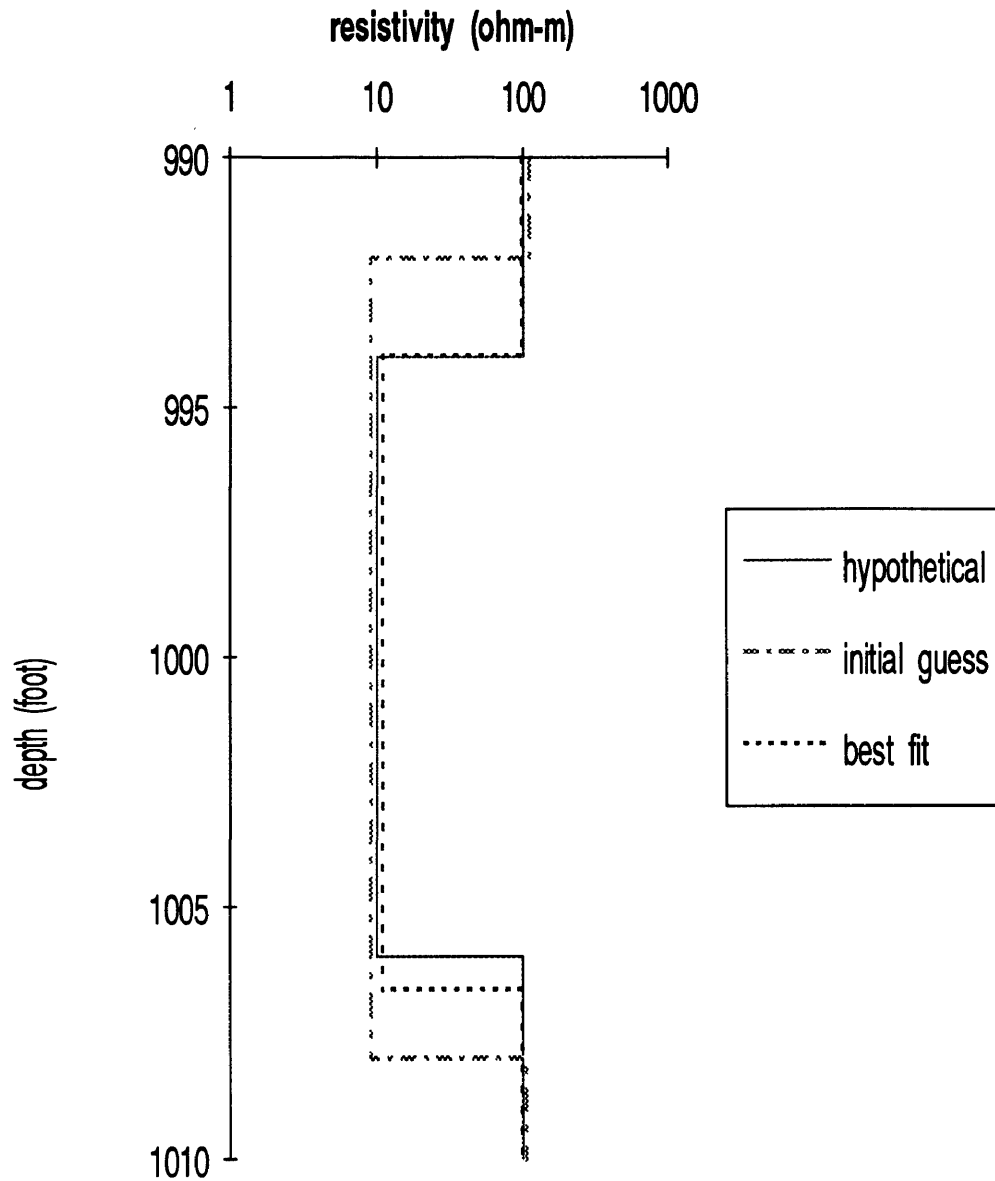 resistivity (ohm-m)
1 10 100 1000
990
995
1000
1005
1010
depth (foot)
hypothetical
initial guess
best fit